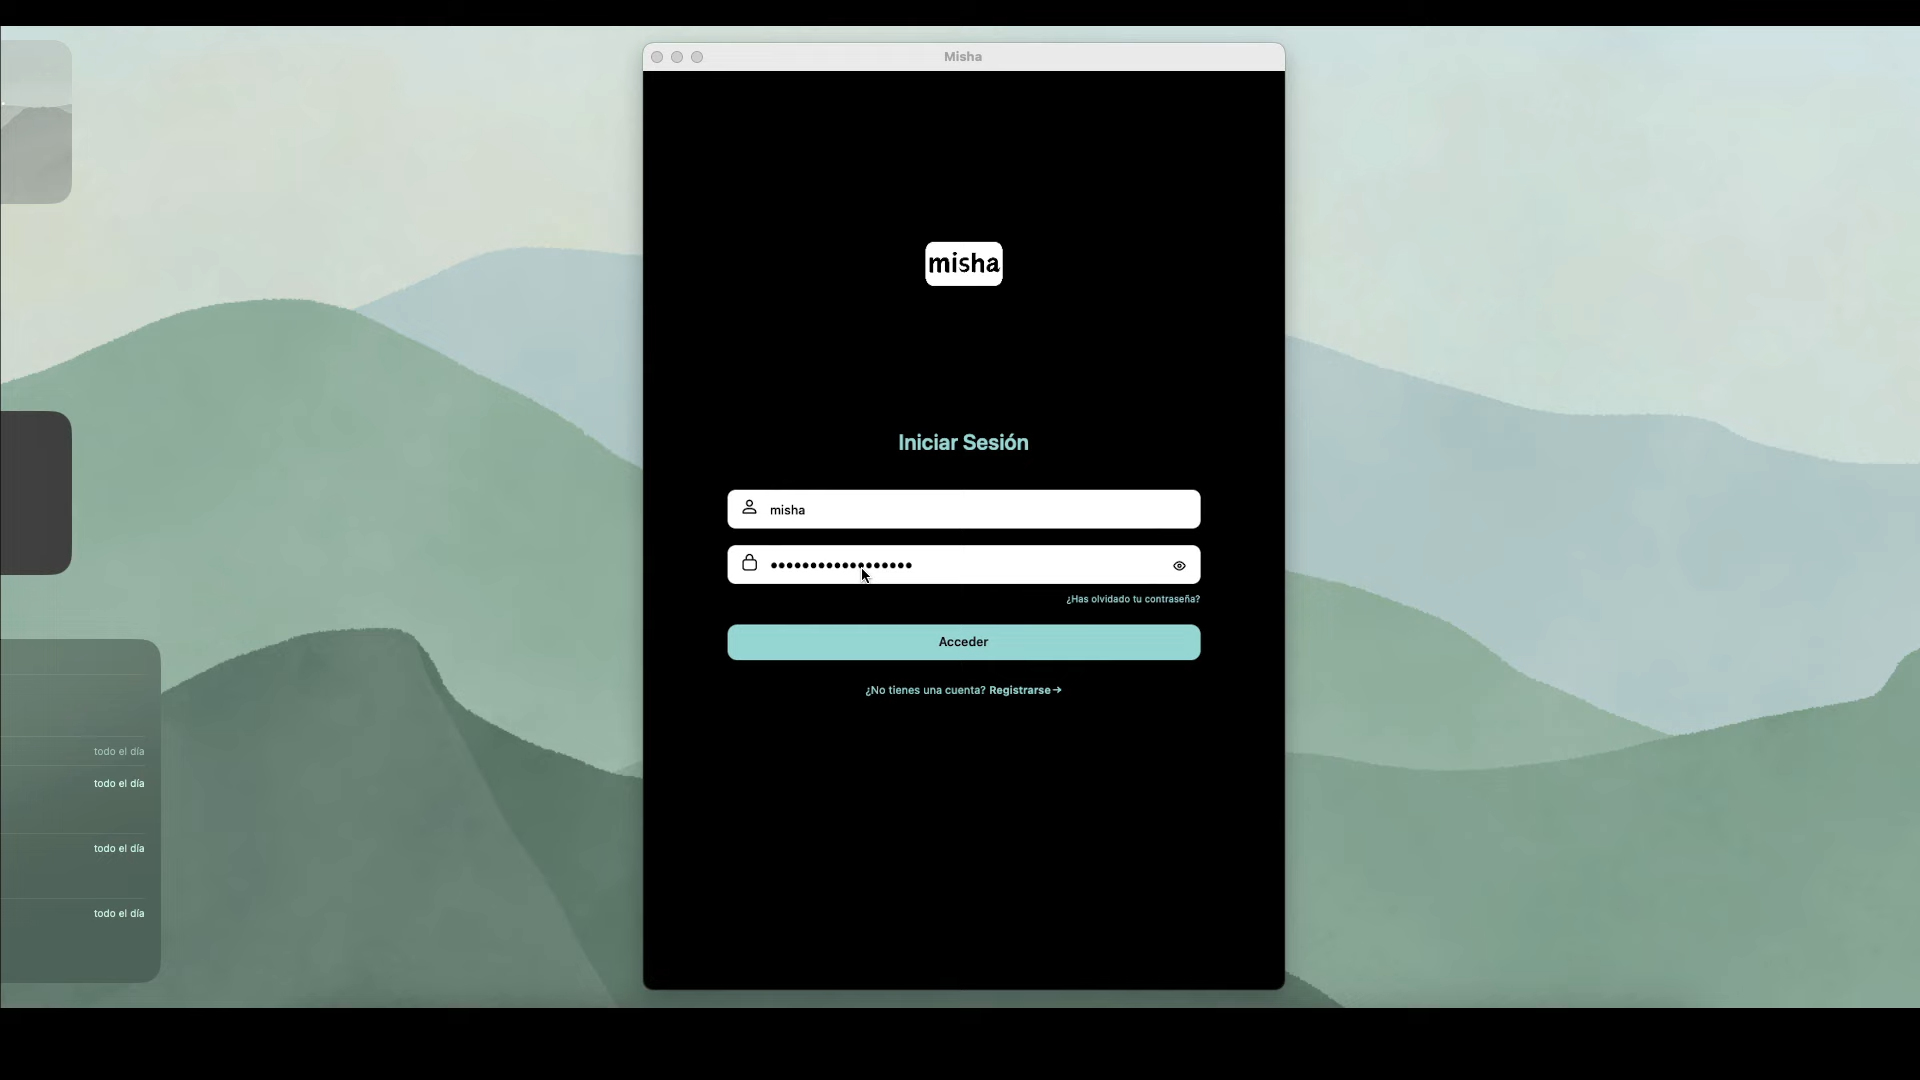 Misha
misha
Iniciar Sesión
misha
••••••••••••••••••
¿Has olvidado tu contraseña?
Acceder
¿No tienes una cuenta? Registrarse→
todo el día
todo el día
todo el día
todo el día